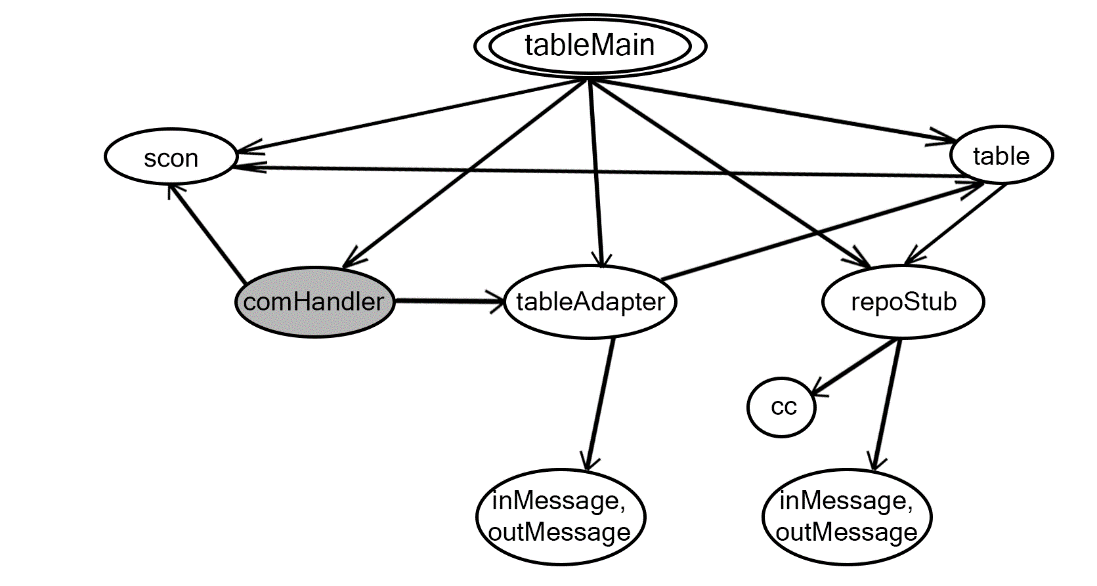 tableMain
scon
table
comHandler
tableAdapter
repoStub
cc
inMessage,
outMessage
inMessage,
outMessage